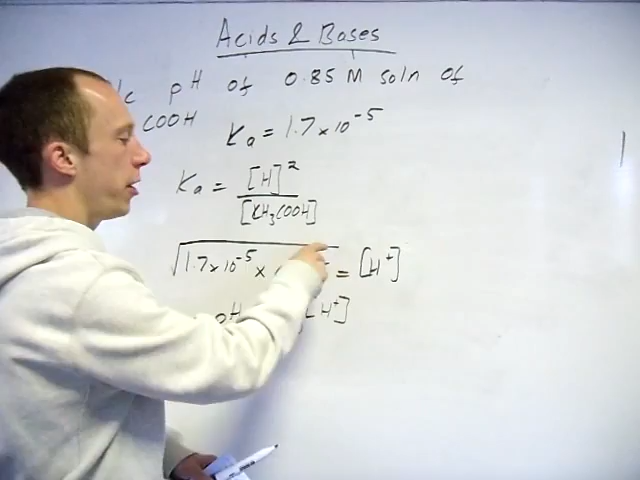 Acids & Bases
pH of 0.85 M soln of
COOH Ka = 1.7 x 10⁻⁵
Ka = [H]²
[CH₃COOH]
√1.7 x 10⁻⁵ x = [H⁺]
pH [H⁺]